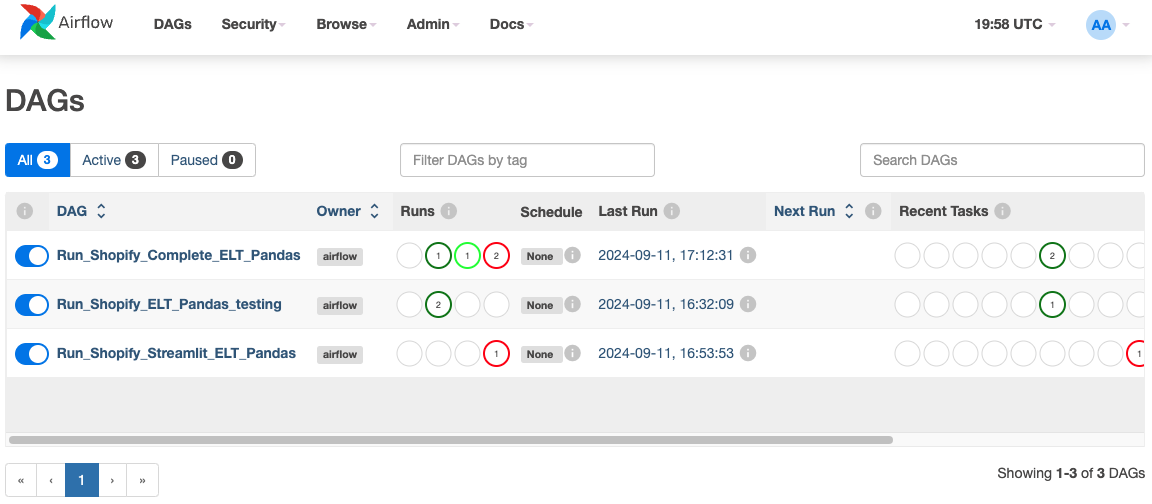 Airflow DAGs Security Browse Admin Docs 19:58 UTC AA
DAGs
All 3 Active 3 Paused 0 Filter DAGs by tag Search DAGs
i DAG Owner Runs i Schedule Last Run i Next Run i Recent Tasks i
Run_Shopify_Complete_ELT_Pandas airflow 1 1 2 None i 2024-09-11, 17:12:31 i 2
Run_Shopify_ELT_Pandas_testing airflow 2 None i 2024-09-11, 16:32:09 i 1
Run_Shopify_Streamlit_ELT_Pandas airflow 1 None i 2024-09-11, 16:53:53 i 1
« ‹ 1 › » Showing 1-3 of 3 DAGs